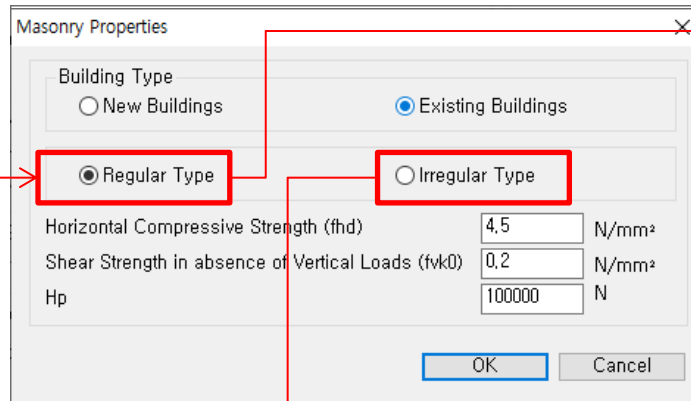 Masonry Properties
Building Type
New Buildings
Existing Buildings
Regular Type
Irregular Type
Horizontal Compressive Strength (fhd)
4,5
N/mm²
Shear Strength in absence of Vertical Loads (fvk0)
0,2
N/mm²
Hp
100000
N
OK
Cancel